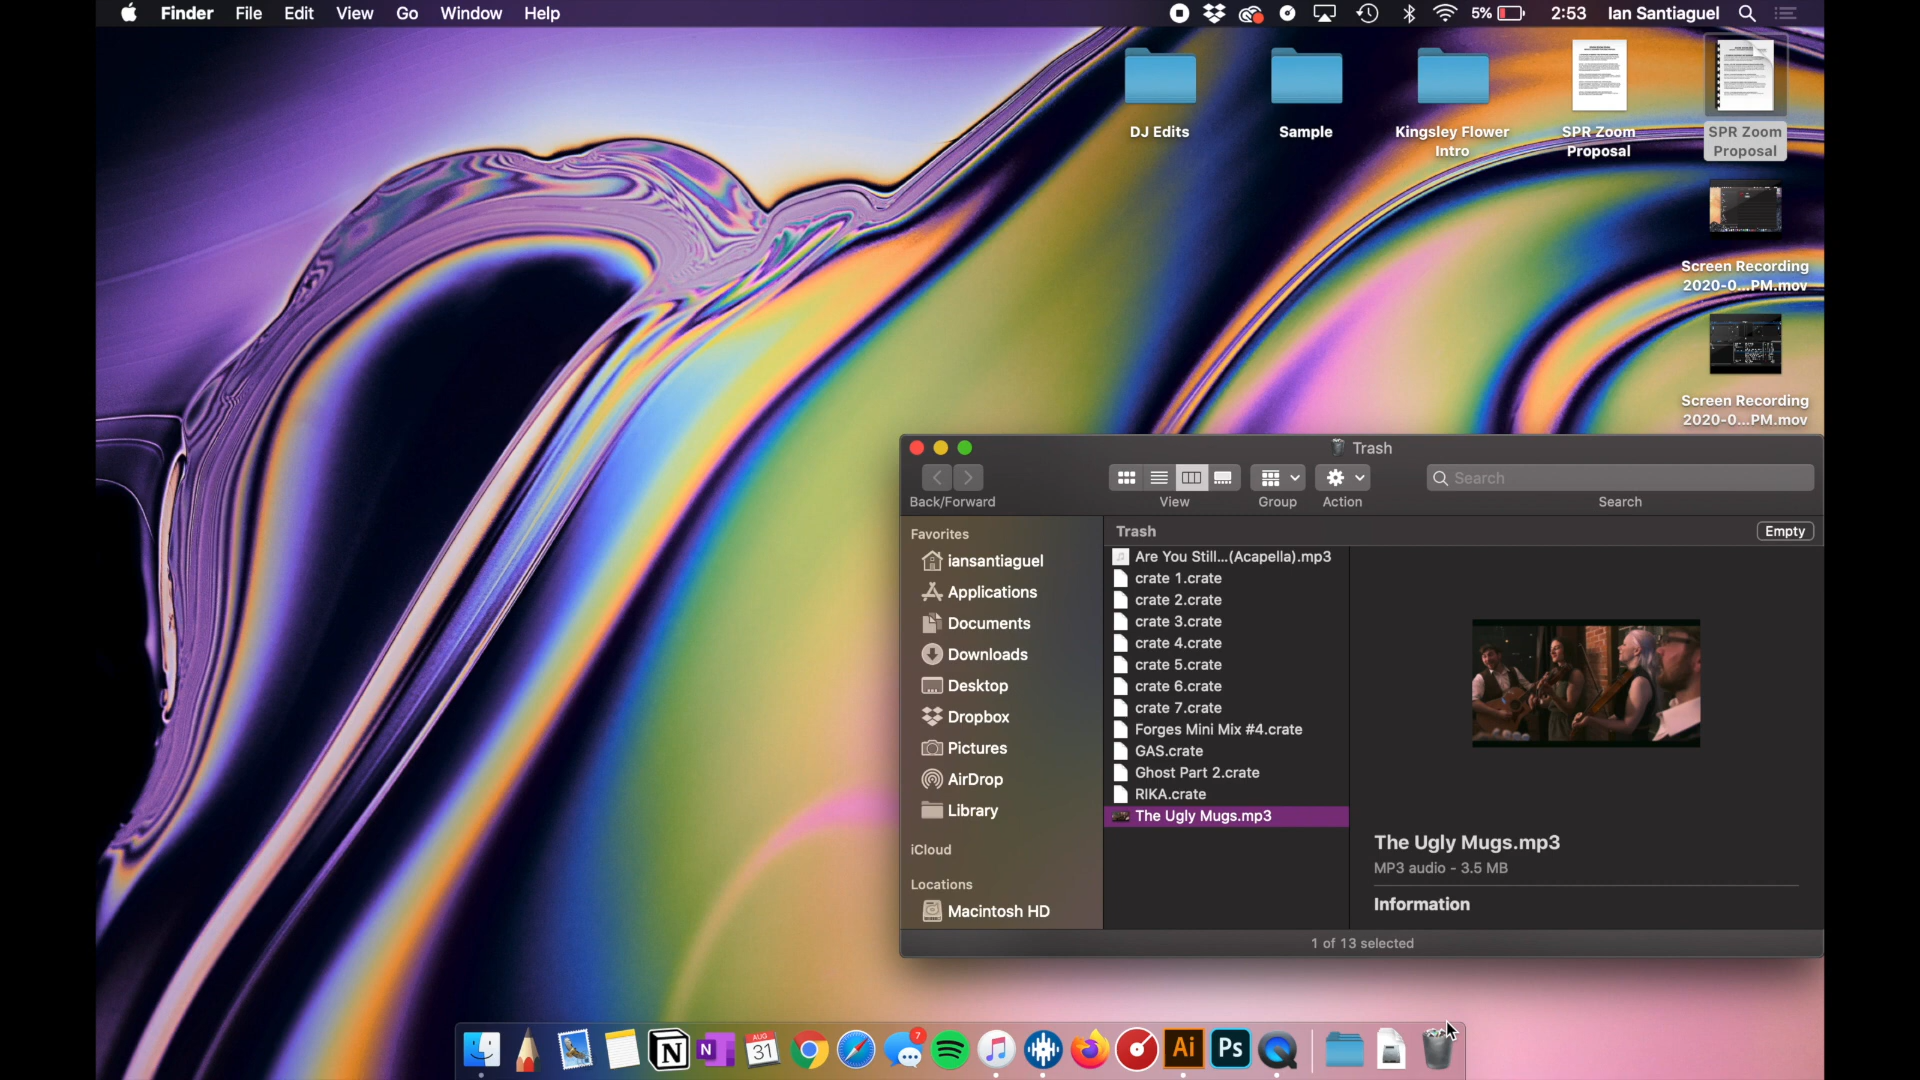 Finder File Edit View Go Window Help 5% 2:53 Ian Santiaguel
DJ Edits
Sample
Kingsley Flower
Intro
SPR Zoom
Proposal
SPR Zoom
Proposal
Screen Recording
2020-0...PM.mov
Screen Recording
2020-0...PM.mov
Trash
Search
Back/Forward View Group Action Search
Favorites
iansantiaguel
Applications
Documents
Downloads
Desktop
Dropbox
Pictures
AirDrop
Library
iCloud
Locations
Macintosh HD
Trash Empty
Are You Still...(Acapella).mp3
crate 1.crate
crate 2.crate
crate 3.crate
crate 4.crate
crate 5.crate
crate 6.crate
crate 7.crate
Forges Mini Mix #4.crate
GAS.crate
Ghost Part 2.crate
RIKA.crate
The Ugly Mugs.mp3
The Ugly Mugs.mp3
MP3 audio - 3.5 MB
Information
1 of 13 selected
N N AUG 31 7 Ai Ps